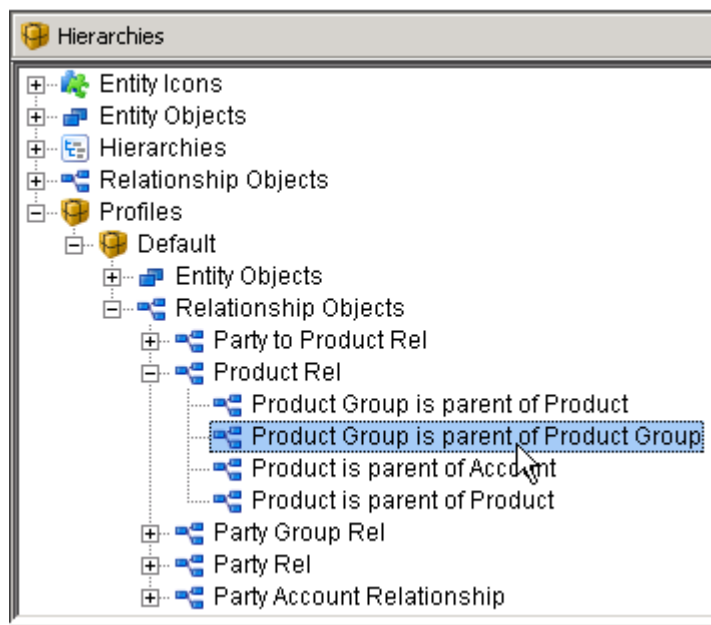 Hierarchies
Entity Icons
Entity Objects
Hierarchies
Relationship Objects
Profiles
Default
Entity Objects
Relationship Objects
Party to Product Rel
Product Rel
Product Group is parent of Product
Product Group is parent of Product Group
Product is parent of Account
Product is parent of Product
Party Group Rel
Party Rel
Party Account Relationship